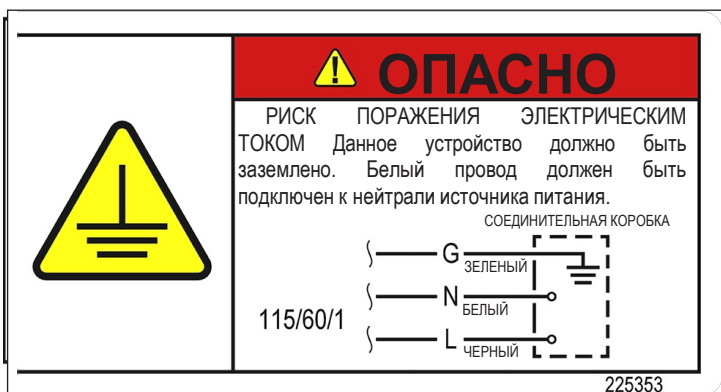 ОПАСНО
РИСК ПОРАЖЕНИЯ ЭЛЕКТРИЧЕСКИМ
ТОКОМ Данное устройство должно быть
заземлено. Белый провод должен быть
подключен к нейтрали источника питания.
СОЕДИНИТЕЛЬНАЯ КОРОБКА
G ЗЕЛЕНЫЙ
N БЕЛЫЙ
115/60/1
L ЧЕРНЫЙ
225353